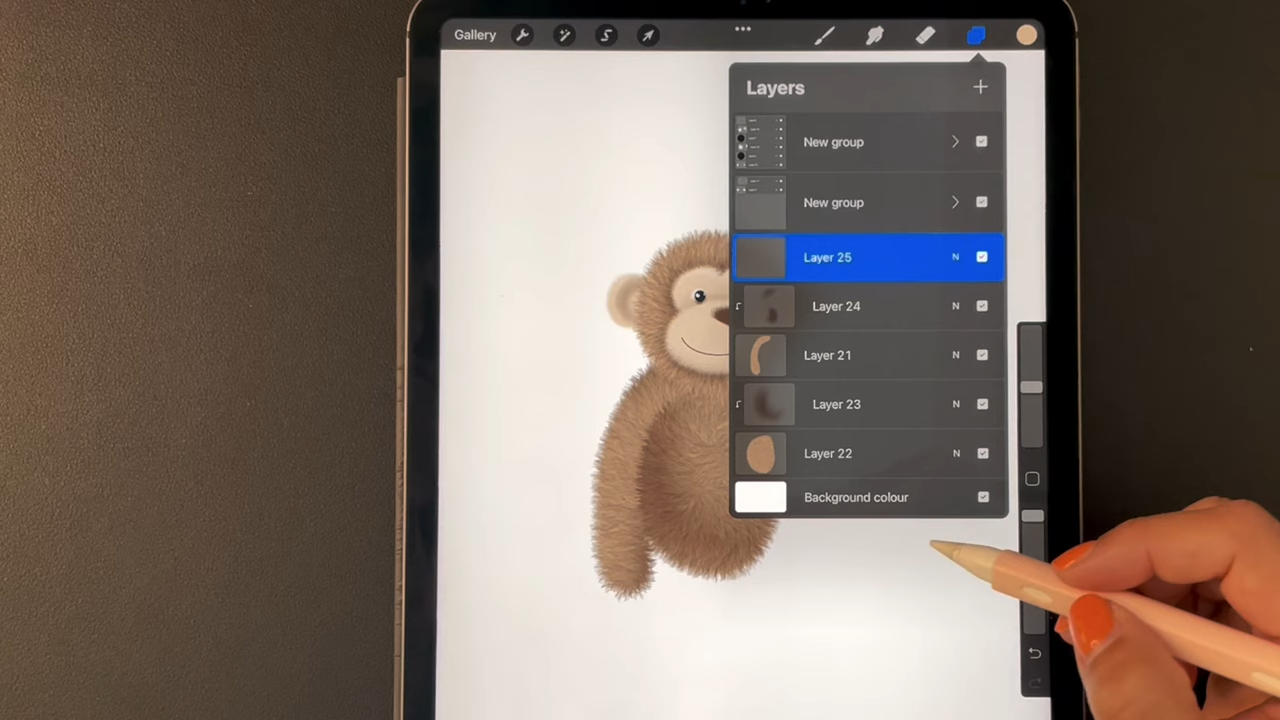 Gallery
Layers
New group
New group
Layer 25 N
Layer 24 N
Layer 21 N
Layer 23 N
Layer 22 N
Background colour